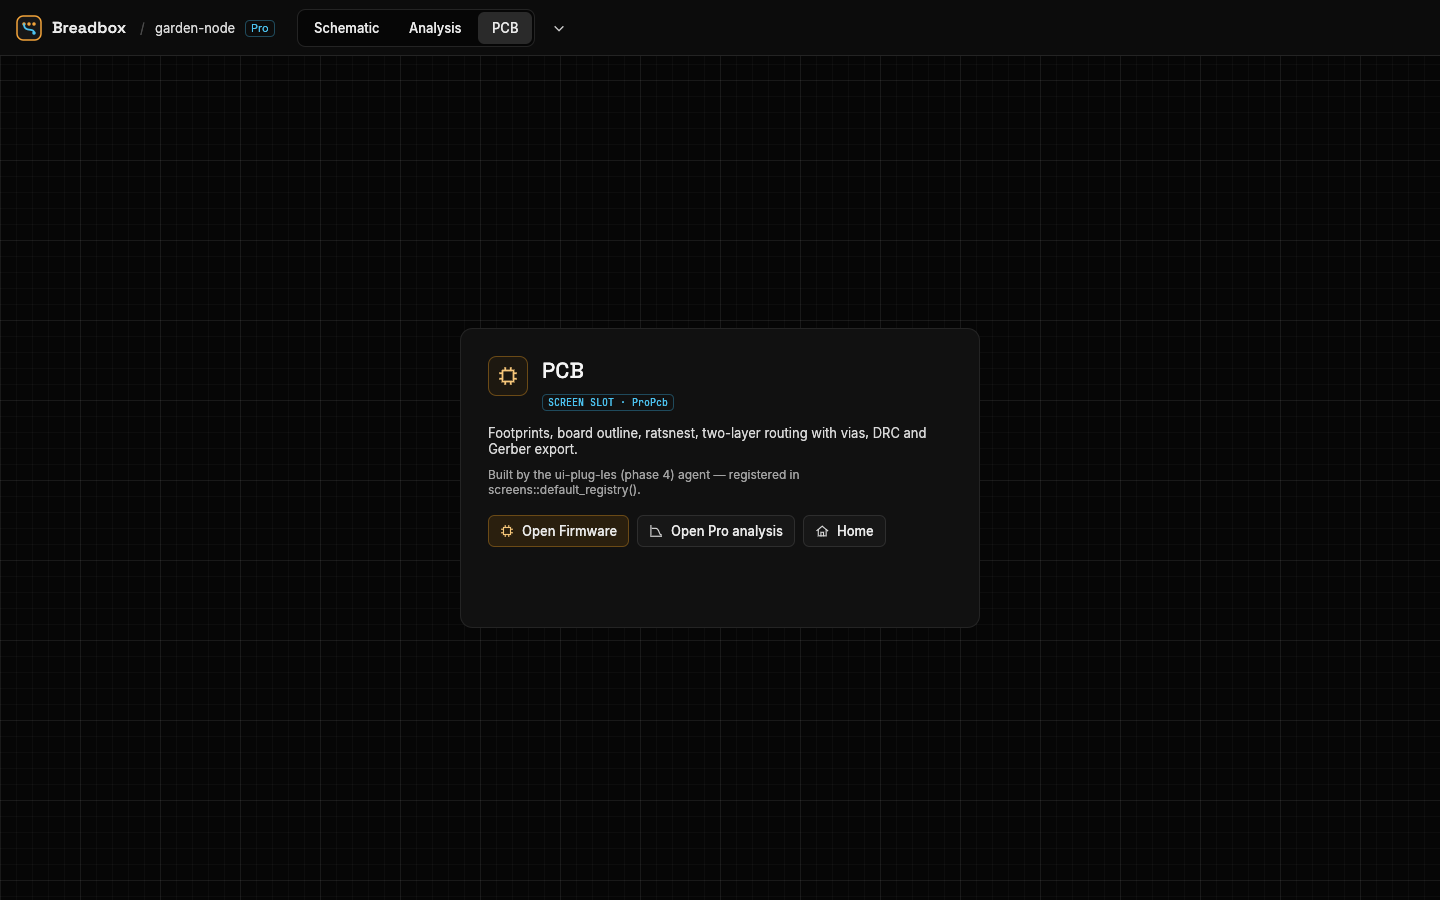 Breadbox / garden-node Pro Schematic Analysis PCB
PCB
SCREEN SLOT · ProPcb
Footprints, board outline, ratsnest, two-layer routing with vias, DRC and
Gerber export.
Built by the ui-plug-les (phase 4) agent — registered in
screens::default_registry().
Open Firmware Open Pro analysis Home